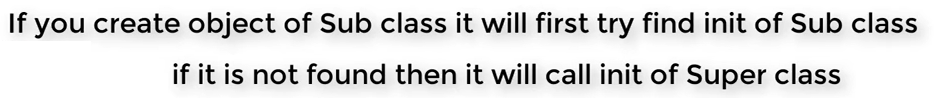 If you create object of Sub class it will first try find init of Sub class
if it is not found then it will call init of Super class